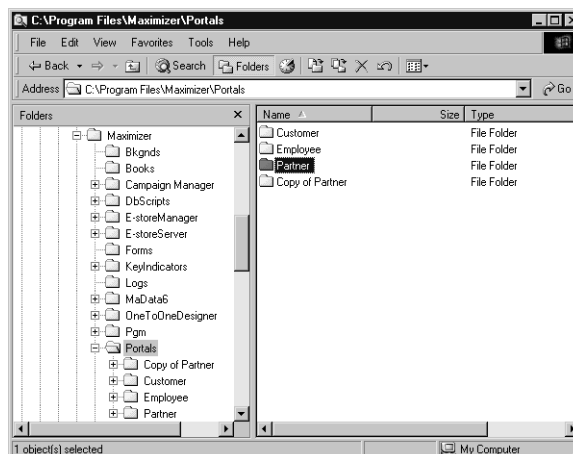 C:\Program Files\Maximizer\Portals
File Edit View Favorites Tools Help
Back Search Folders
Address C:\Program Files\Maximizer\Portals Go
Folders
Maximizer
Bkgnds
Books
Campaign Manager
DbScripts
E-storeManager
E-storeServer
Forms
KeyIndicators
Logs
MaData6
OneToOneDesigner
Pgm
Portals
Copy of Partner
Customer
Employee
Partner
Name Size Type
Customer File Folder
Employee File Folder
Partner File Folder
Copy of Partner File Folder
1 object(s) selected My Computer